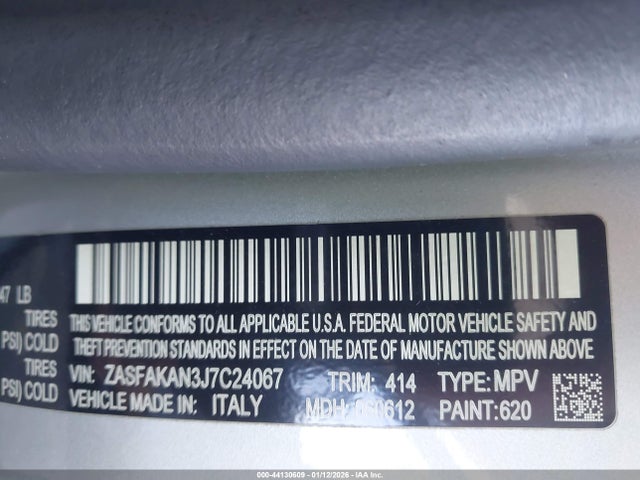 47 LB
TIRES
PSI) COLD
TIRES
PSI) COLD
THIS VEHICLE CONFORMS TO ALL APPLICABLE U.S.A. FEDERAL MOTOR VEHICLE SAFETY AND
THEFT PREVENTION STANDARDS IN EFFECT ON THE DATE OF MANUFACTURE SHOWN ABOVE
VIN: ZASFAKAN3J7C24067 TRIM: 414 TYPE: MPV
VEHICLE MADE IN: ITALY MDH: 060612 PAINT: 620
000-44130609 - 01/12/2026 - © IAA Inc.